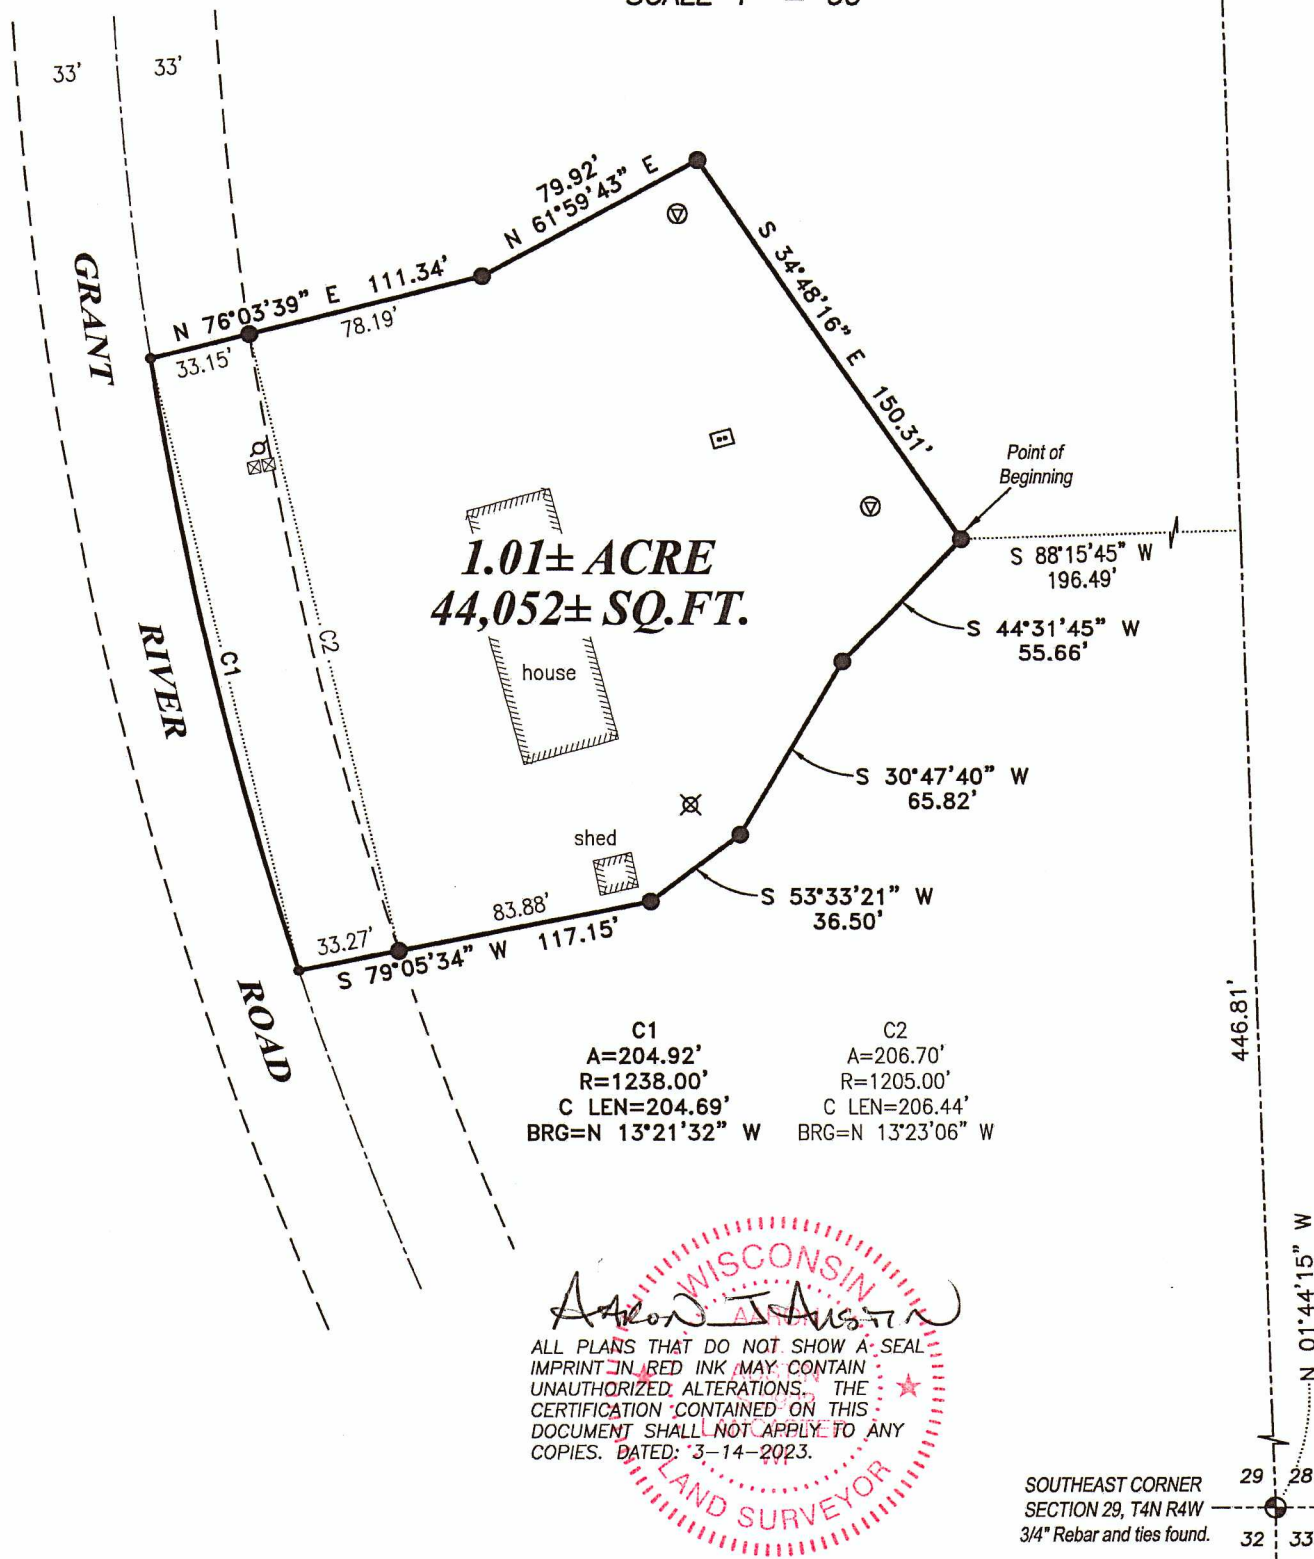 33'
33'
79.92'
N 61°59'43" E
N 76°03'39" E 111.34'
33.15'
78.19'
S 34°48'16" E 150.31'
GRANT
RIVER
ROAD
Point of
Beginning
S 88°15'45" W
196.49'
1.01± ACRE
44,052± SQ.FT.
S 44°31'45" W
55.66'
C1
C2
house
S 30°47'40" W
65.82'
shed
S 53°33'21" W
36.50'
83.88'
33.27'
S 79°05'34" W 117.15'
446.81'
C1
A=204.92'
R=1238.00'
C LEN=204.69'
BRG=N 13°21'32" W
C2
A=206.70'
R=1205.00'
C LEN=206.44'
BRG=N 13°23'06" W
N 01°44'15" W
WISCONSIN
AARON
J.
AUSTIN
LANCASTER
WI
LAND SURVEYOR
Aaron J Austin
ALL PLANS THAT DO NOT SHOW A SEAL
IMPRINT IN RED INK MAY CONTAIN
UNAUTHORIZED ALTERATIONS. THE
CERTIFICATION CONTAINED ON THIS
DOCUMENT SHALL NOT APPLY TO ANY
COPIES. DATED: 3-14-2023.
SOUTHEAST CORNER
SECTION 29, T4N R4W
3/4" Rebar and ties found.
29
28
32
33